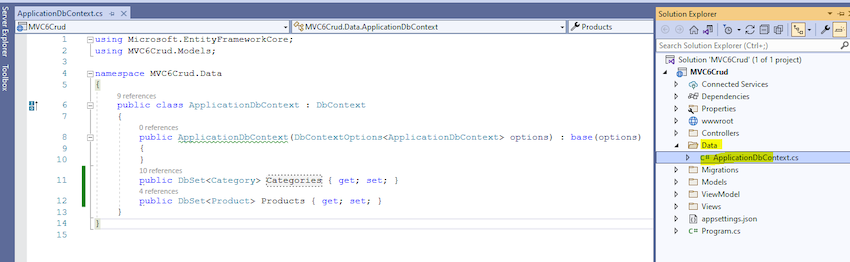 Server Explorer
Toolbox
ApplicationDbContext.cs
MVC6Crud
MVC6Crud.Data.ApplicationDbContext
Products
1 using Microsoft.EntityFrameworkCore;
2 using MVC6Crud.Models;
3
4 namespace MVC6Crud.Data
5 {
9 references
6 public class ApplicationDbContext : DbContext
7 {
0 references
8 public ApplicationDbContext(DbContextOptions<ApplicationDbContext> options) : base(options)
9 {
10 }
10 references
11 public DbSet<Category> Categories { get; set; }
4 references
12 public DbSet<Product> Products { get; set; }
13 }
14 }
15
Solution Explorer
Search Solution Explorer (Ctrl+;)
Solution 'MVC6Crud' (1 of 1 project)
MVC6Crud
Connected Services
Dependencies
Properties
wwwroot
Controllers
Data
C# ApplicationDbContext.cs
Migrations
Models
ViewModel
Views
appsettings.json
C# Program.cs